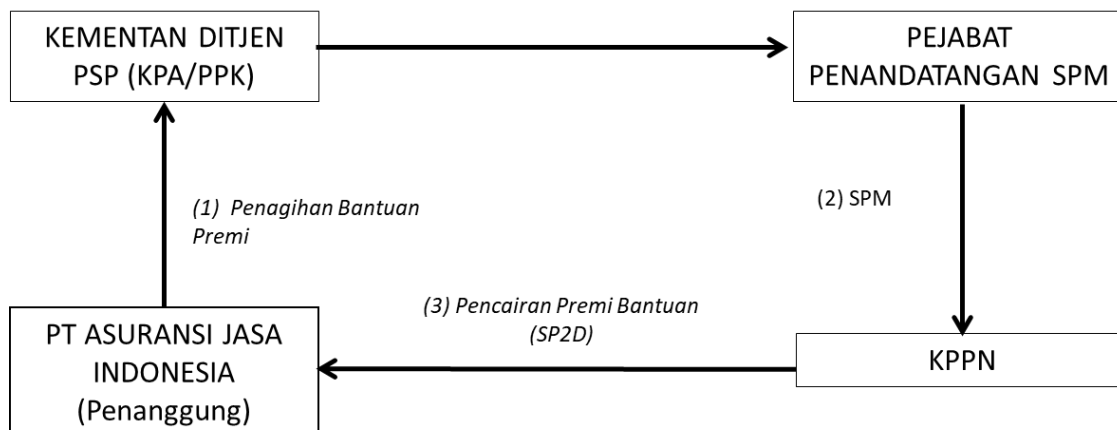 KEMENTAN DITJEN
PSP (KPA/PPK)
PEJABAT
PENANDATANGAN SPM
(1) Penagihan Bantuan
Premi
(2) SPM
(3) Pencairan Premi Bantuan
(SP2D)
PT ASURANSI JASA
INDONESIA
(Penanggung)
KPPN